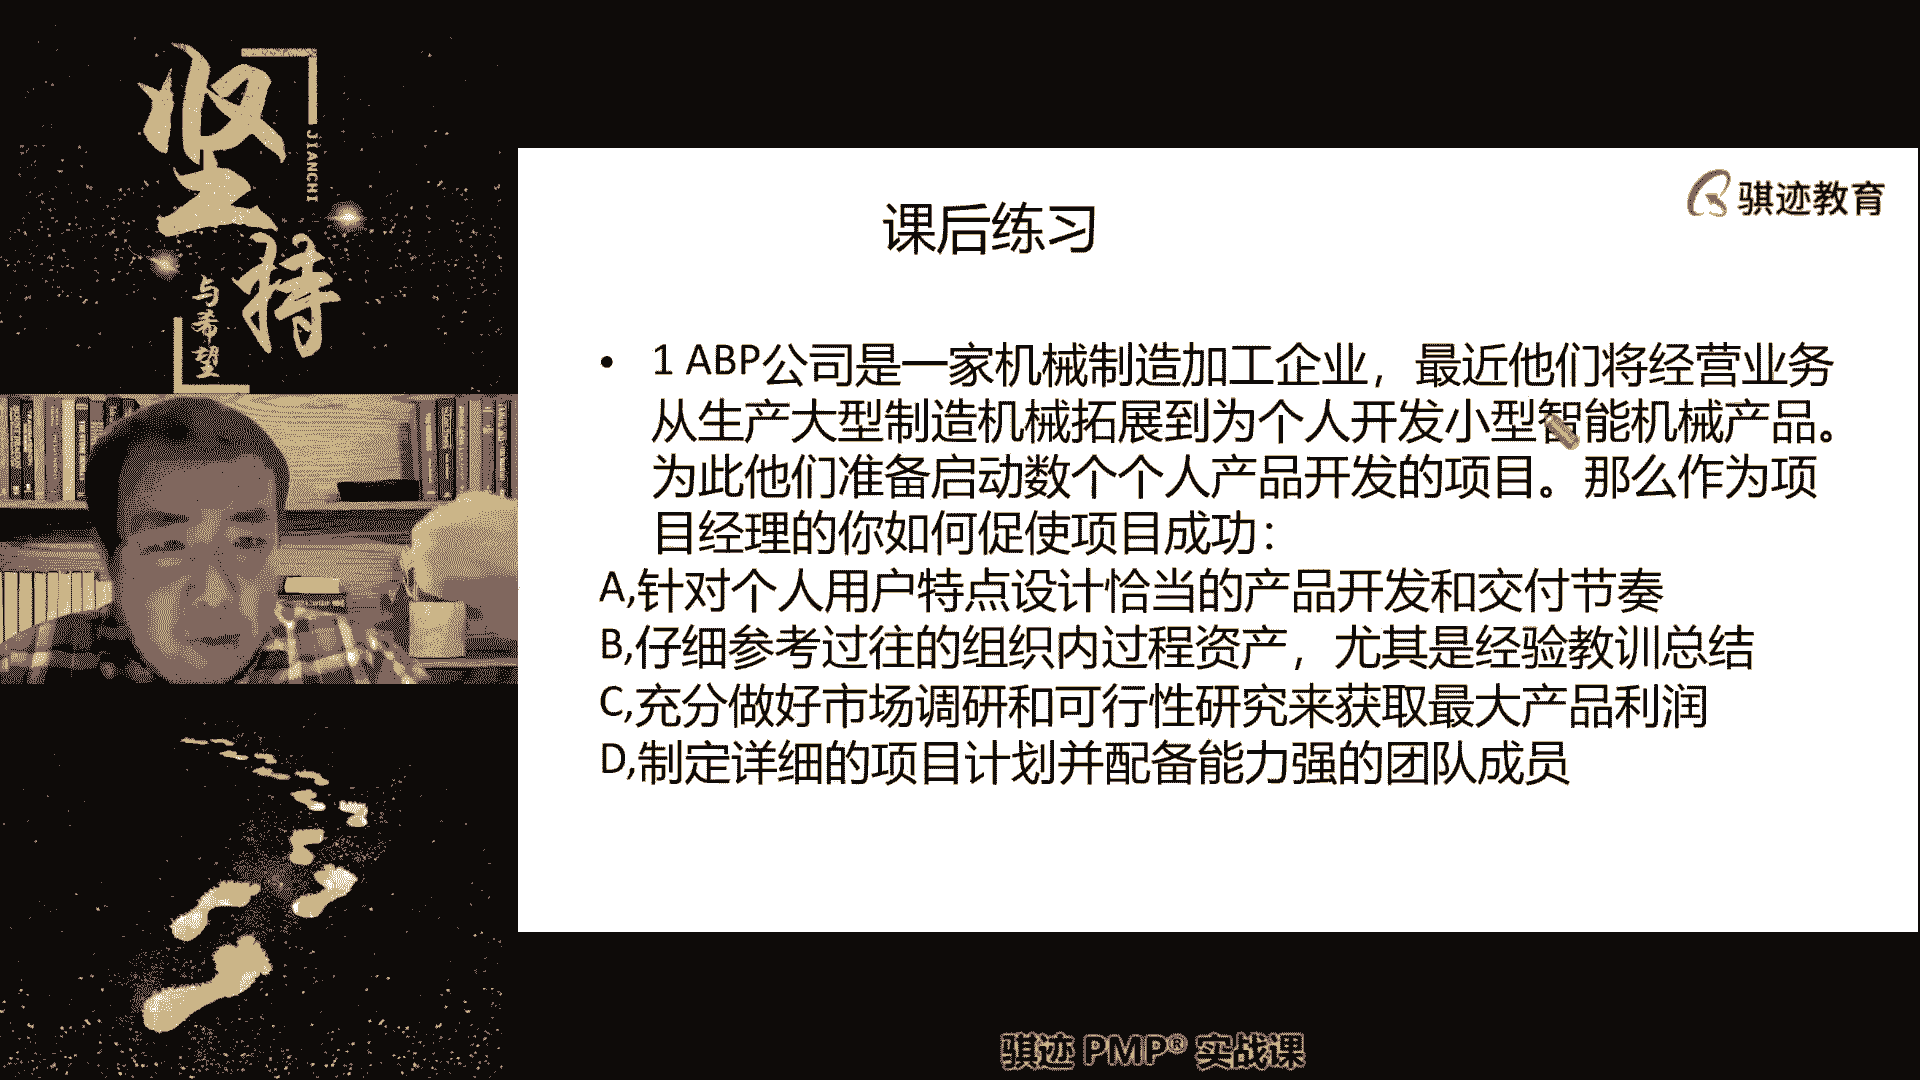 坚持
JIANCHI
与希望
骐迹教育
课后练习
• 1 ABP公司是一家机械制造加工企业，最近他们将经营业务
从生产大型制造机械拓展到为个人开发小型智能机械产品。
为此他们准备启动数个个人产品开发的项目。那么作为项
目经理的你如何促使项目成功：
A,针对个人用户特点设计恰当的产品开发和交付节奏
B,仔细参考过往的组织内过程资产，尤其是经验教训总结
C,充分做好市场调研和可行性研究来获取最大产品利润
D,制定详细的项目计划并配备能力强的团队成员
骐迹 PMP® 实战课